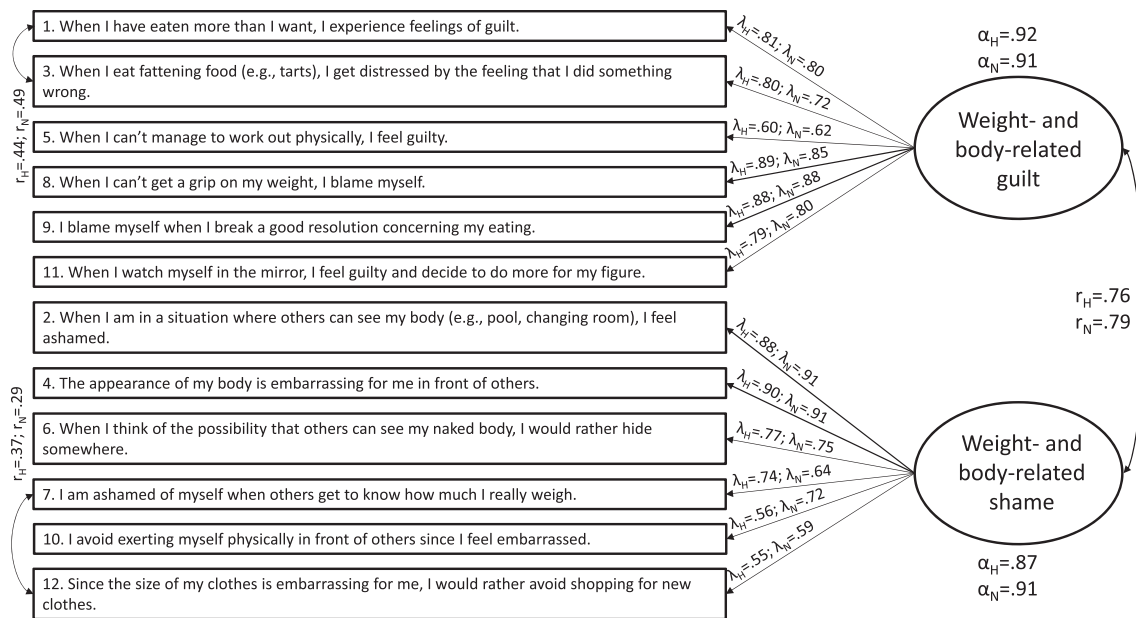 1. When I have eaten more than I want, I experience feelings of guilt.
3. When I eat fattening food (e.g., tarts), I get distressed by the feeling that I did something
wrong.
5. When I can’t manage to work out physically, I feel guilty.
8. When I can’t get a grip on my weight, I blame myself.
9. I blame myself when I break a good resolution concerning my eating.
11. When I watch myself in the mirror, I feel guilty and decide to do more for my figure.
2. When I am in a situation where others can see my body (e.g., pool, changing room), I feel
ashamed.
4. The appearance of my body is embarrassing for me in front of others.
6. When I think of the possibility that others can see my naked body, I would rather hide
somewhere.
7. I am ashamed of myself when others get to know how much I really weigh.
10. I avoid exerting myself physically in front of others since I feel embarrassed.
12. Since the size of my clothes is embarrassing for me, I would rather avoid shopping for new
clothes.
r_H=.44; r_N=.49
r_H=.37; r_N=.29
λ_H=.81; λ_N=.80
λ_H=.80; λ_N=.72
λ_H=.60; λ_N=.62
λ_H=.89; λ_N=.85
λ_H=.88; λ_N=.88
λ_H=.79; λ_N=.80
λ_H=.88; λ_N=.91
λ_H=.90; λ_N=.91
λ_H=.77; λ_N=.75
λ_H=.74; λ_N=.64
λ_H=.56; λ_N=.72
λ_H=.55; λ_N=.59
α_H=.92
α_N=.91
Weight- and
body-related
guilt
r_H=.76
r_N=.79
Weight- and
body-related
shame
α_H=.87
α_N=.91